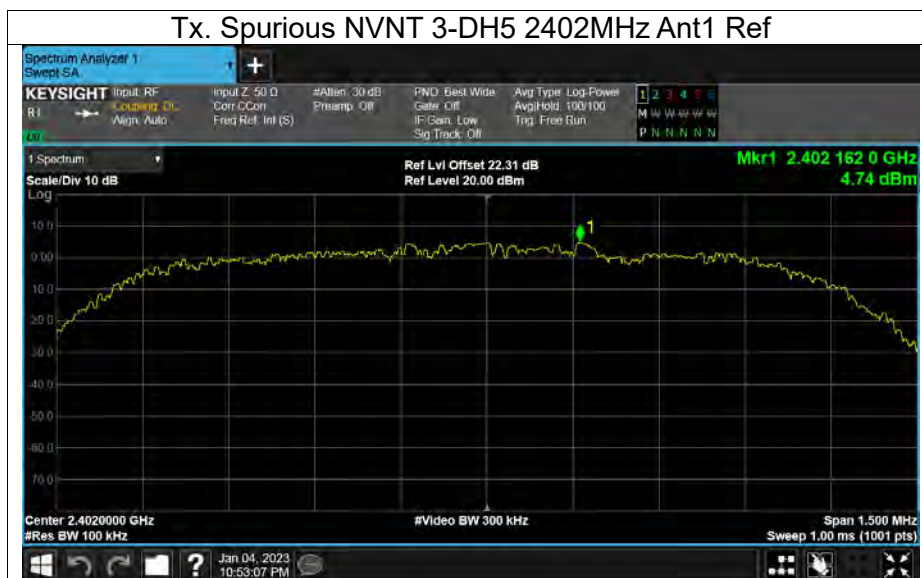 Tx. Spurious NVNT 3-DH5 2402MHz Ant1 Ref
Spectrum Analyzer 1
Swept SA
+
KEYSIGHT
R L
Input: RF
Coupling: DC
Align: Auto
Input Z: 50 Ω
Corr CCorr
Freq Ref: Int (S)
#Atten: 30 dB
Preamp: Off
PNO: Best Wide
Gate: Off
IF Gain: Low
Sig Track: Off
Avg Type: Log-Power
Avg|Hold: 100/100
Trig: Free Run
1 2 3 4 5 6
M W W W W W
P N N N N N
1 Spectrum
Scale/Div 10 dB
Log
Ref Lvl Offset 22.31 dB
Ref Level 20.00 dBm
Mkr1 2.402 162 0 GHz
4.74 dBm
1
10.0
0.00
-10.0
-20.0
-30.0
-40.0
-50.0
-60.0
-70.0
Center 2.4020000 GHz
#Res BW 100 kHz
#Video BW 300 kHz
Span 1.500 MHz
Sweep 1.00 ms (1001 pts)
?
Jan 04, 2023
10:53:07 PM